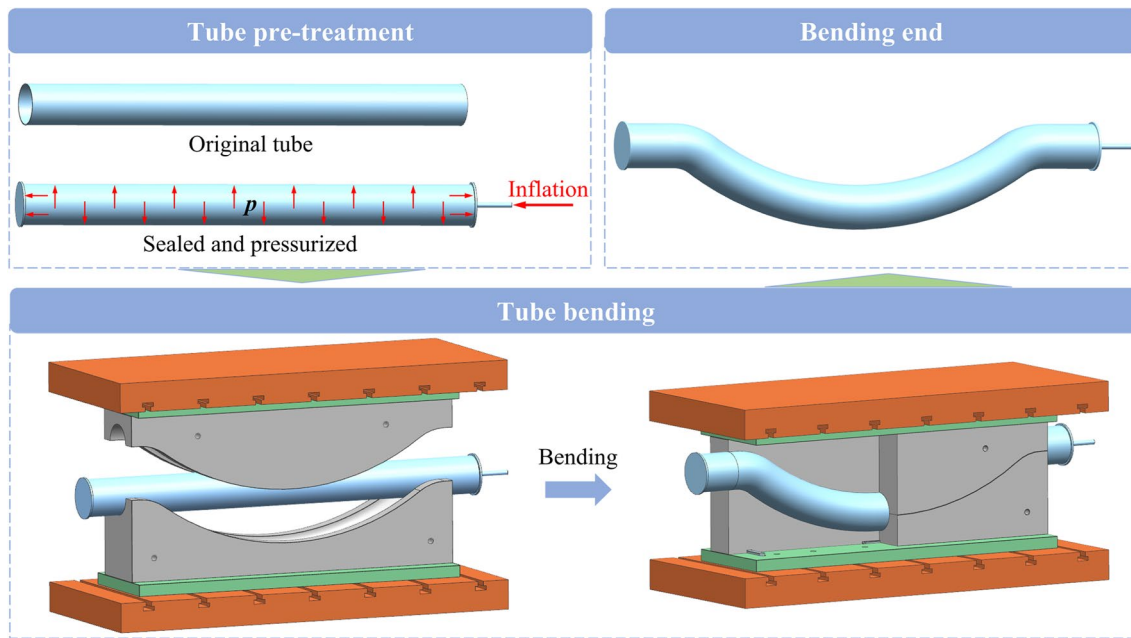 Tube pre-treatment
Original tube
p
Inflation
Sealed and pressurized
Bending end
Tube bending
Bending